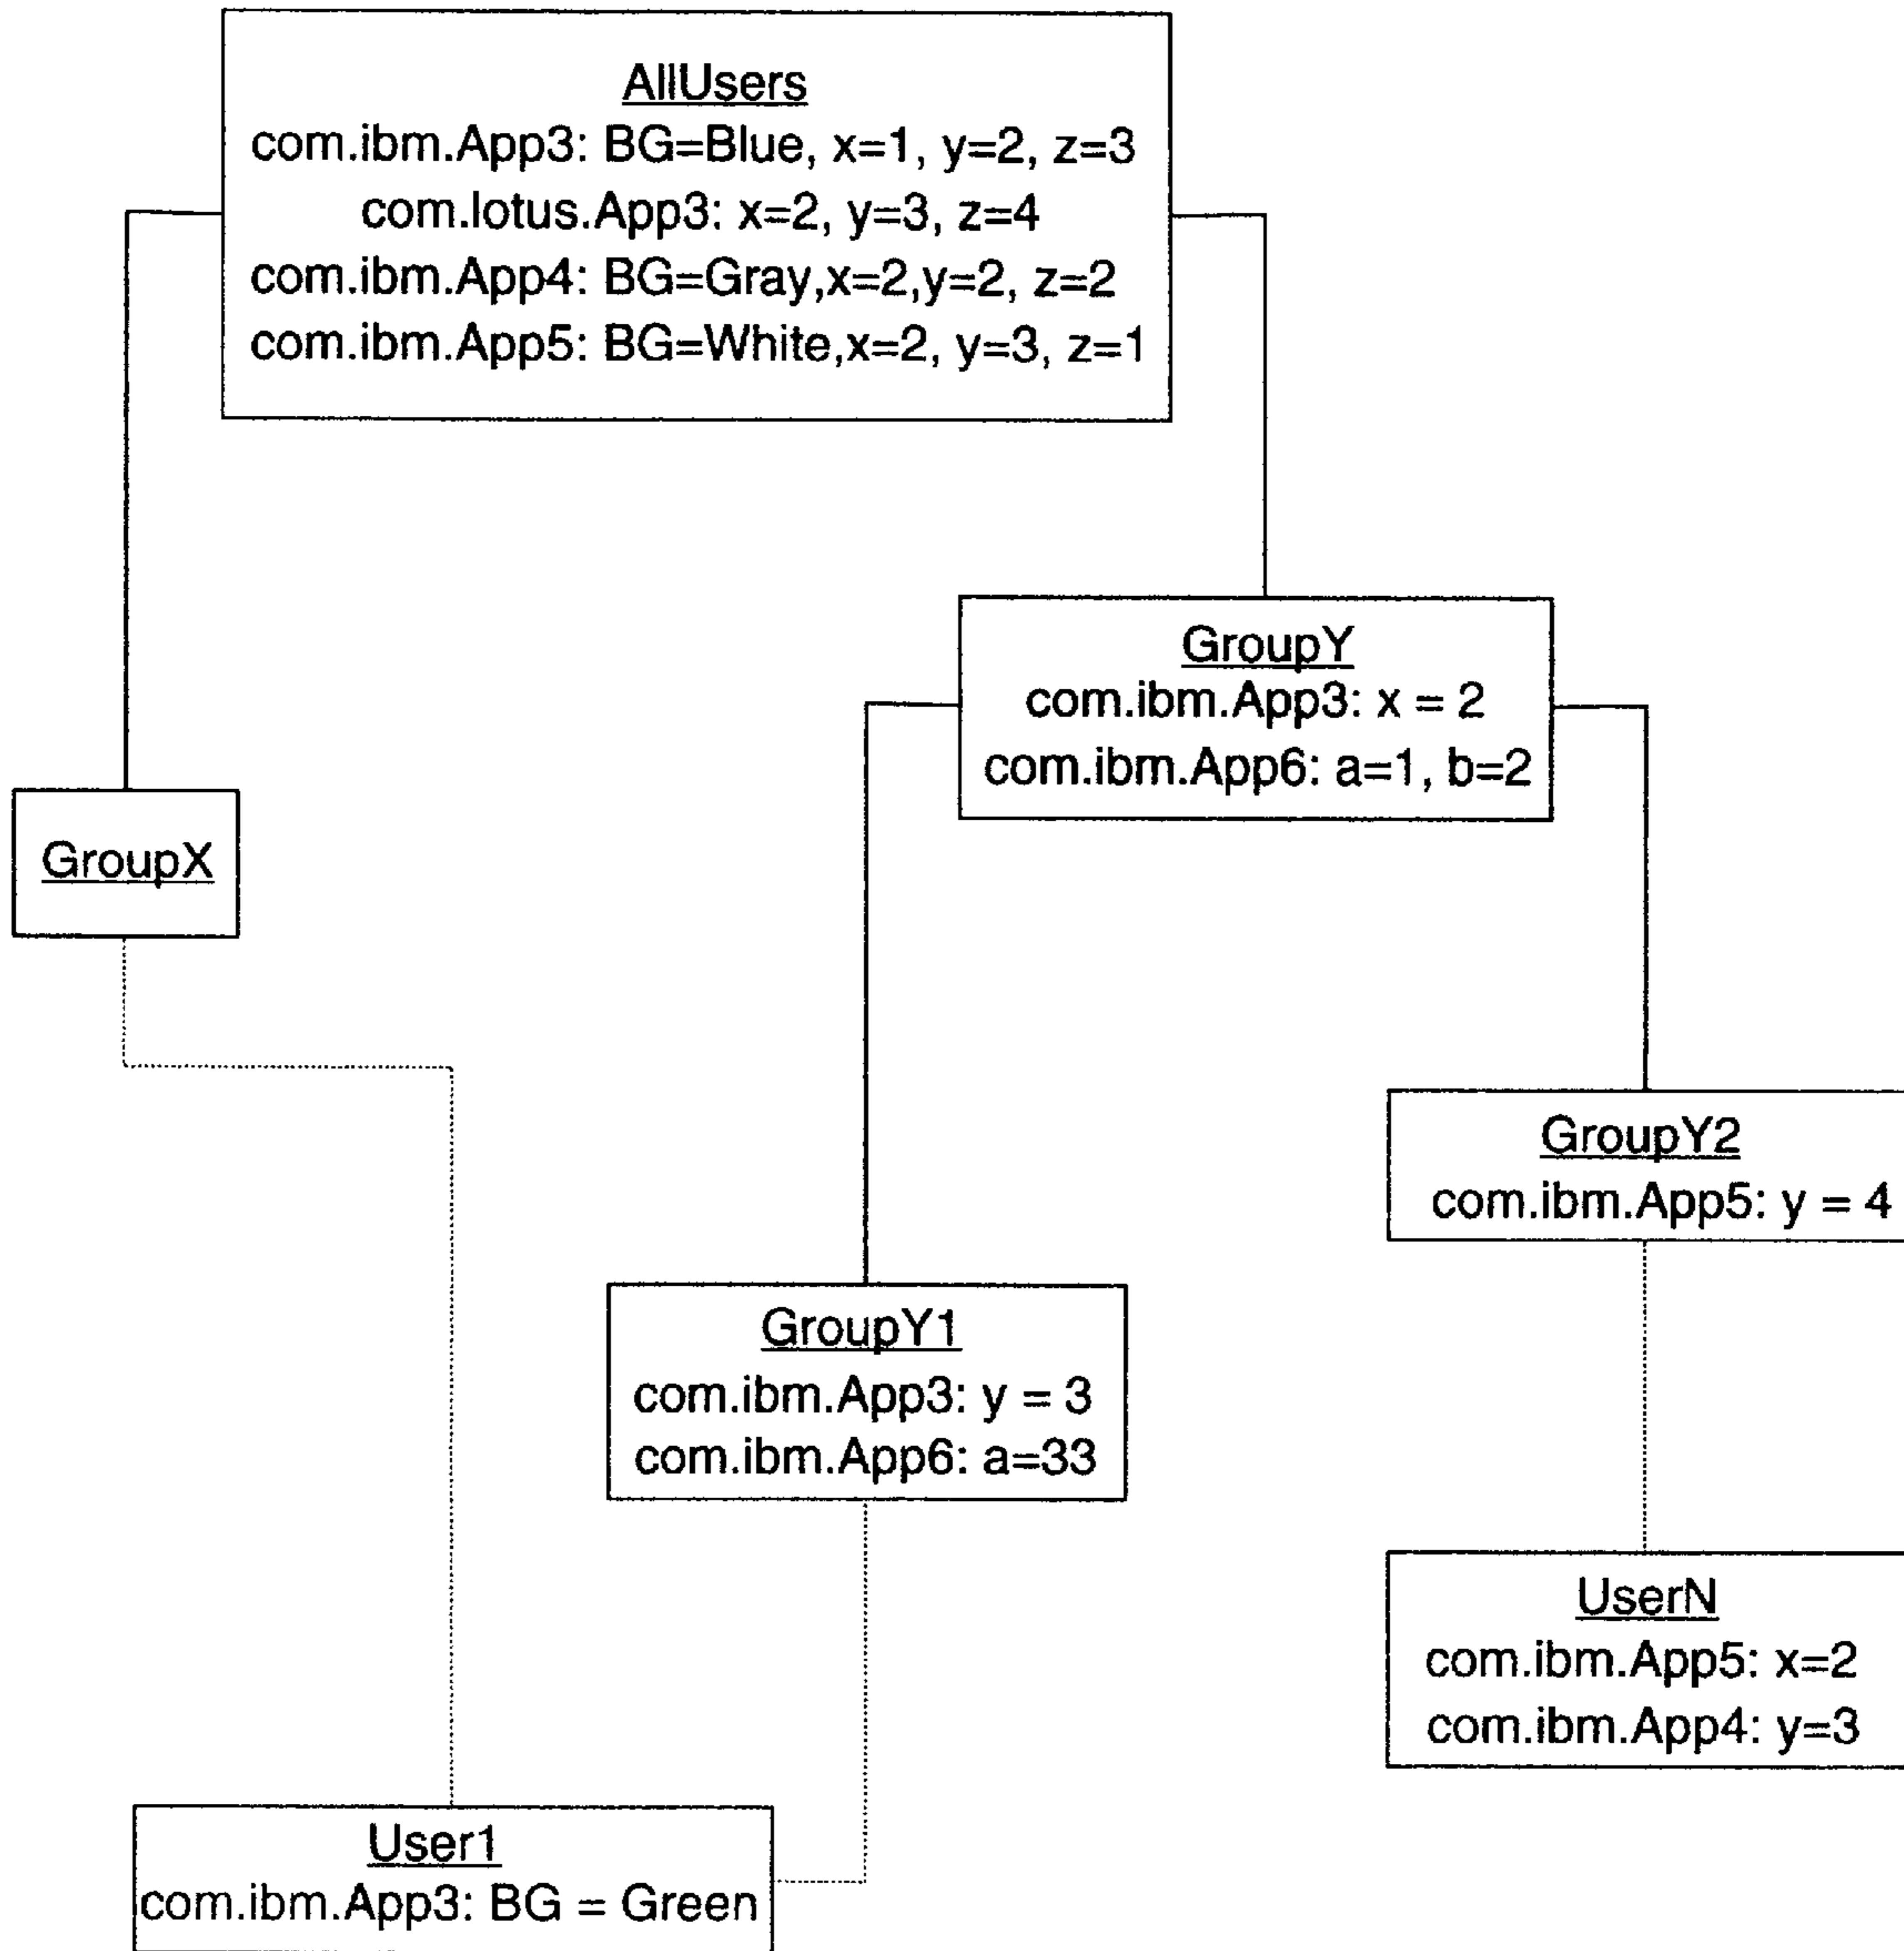 AllUsers
com.ibm.App3: BG=Blue, x=1, y=2, z=3
com.lotus.App3: x=2, y=3, z=4
com.ibm.App4: BG=Gray,x=2,y=2, z=2
com.ibm.App5: BG=White,x=2, y=3, z=1
GroupY
com.ibm.App3: x = 2
com.ibm.App6: a=1, b=2
GroupX
GroupY2
com.ibm.App5: y = 4
GroupY1
com.ibm.App3: y = 3
com.ibm.App6: a=33
UserN
com.ibm.App5: x=2
com.ibm.App4: y=3
User1
com.ibm.App3: BG = Green